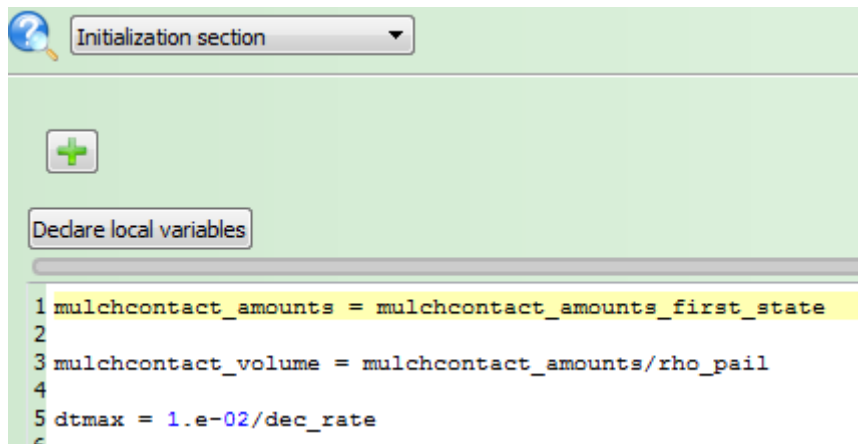 Initialization section
Declare local variables
1 mulchcontact_amounts = mulchcontact_amounts_first_state
2
3 mulchcontact_volume = mulchcontact_amounts/rho_pail
4
5 dtmax = 1.e-02/dec_rate
6